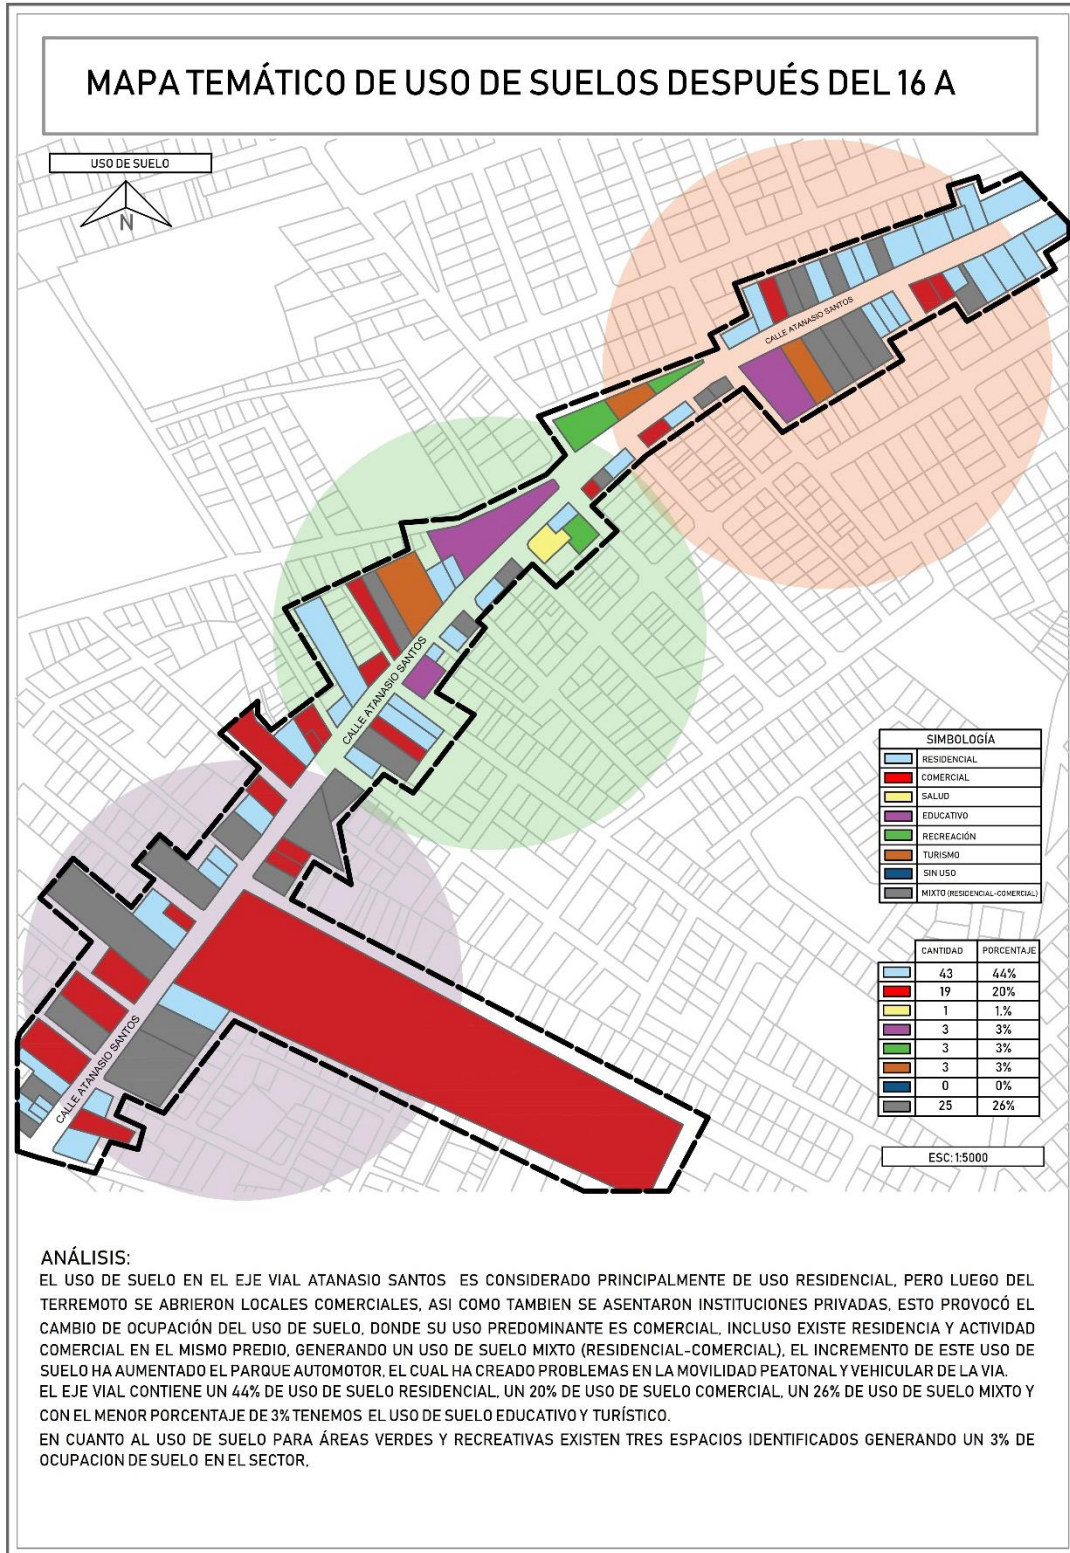 MAPA TEMÁTICO DE USO DE SUELOS DESPUÉS DEL 16 A
USO DE SUELO
N
CALLE ATANASIO SANTOS
CALLE ATANASIO SANTOS
CALLE ATANASIO SANTOS
SIMBOLOGÍA
RESIDENCIAL
COMERCIAL
SALUD
EDUCATIVO
RECREACIÓN
TURISMO
SIN USO
MIXTO (RESIDENCIAL-COMERCIAL)
CANTIDAD PORCENTAJE
43 44%
19 20%
1 1.%
3 3%
3 3%
3 3%
0 0%
25 26%
ESC: 1:5000
ANÁLISIS:
EL USO DE SUELO EN EL EJE VIAL ATANASIO SANTOS ES CONSIDERADO PRINCIPALMENTE DE USO RESIDENCIAL, PERO LUEGO DEL
TERREMOTO SE ABRIERON LOCALES COMERCIALES, ASI COMO TAMBIEN SE ASENTARON INSTITUCIONES PRIVADAS, ESTO PROVOCÓ EL
CAMBIO DE OCUPACIÓN DEL USO DE SUELO, DONDE SU USO PREDOMINANTE ES COMERCIAL, INCLUSO EXISTE RESIDENCIA Y ACTIVIDAD
COMERCIAL EN EL MISMO PREDIO, GENERANDO UN USO DE SUELO MIXTO (RESIDENCIAL-COMERCIAL), EL INCREMENTO DE ESTE USO DE
SUELO HA AUMENTADO EL PARQUE AUTOMOTOR, EL CUAL HA CREADO PROBLEMAS EN LA MOVILIDAD PEATONAL Y VEHICULAR DE LA VIA.
EL EJE VIAL CONTIENE UN 44% DE USO DE SUELO RESIDENCIAL, UN 20% DE USO DE SUELO COMERCIAL, UN 26% DE USO DE SUELO MIXTO Y
CON EL MENOR PORCENTAJE DE 3% TENEMOS EL USO DE SUELO EDUCATIVO Y TURÍSTICO.
EN CUANTO AL USO DE SUELO PARA ÁREAS VERDES Y RECREATIVAS EXISTEN TRES ESPACIOS IDENTIFICADOS GENERANDO UN 3% DE
OCUPACION DE SUELO EN EL SECTOR,